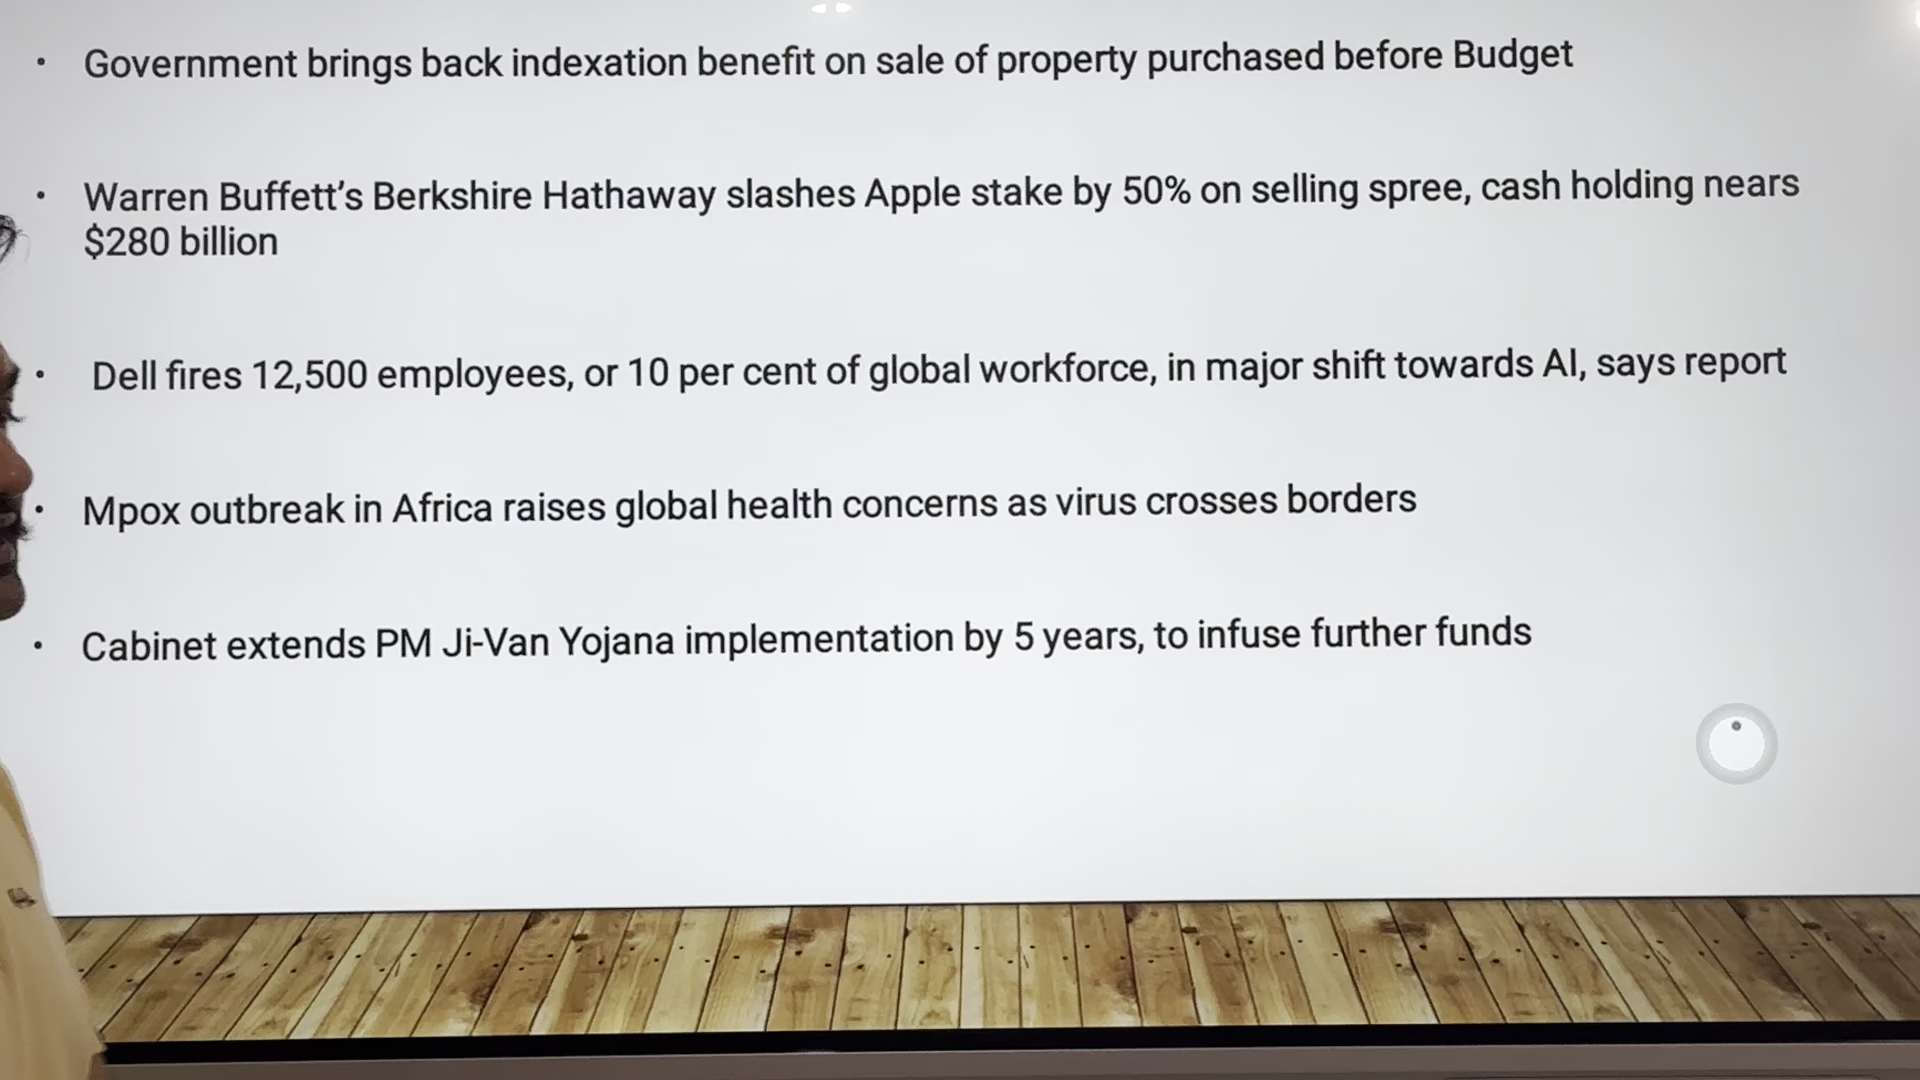 • Government brings back indexation benefit on sale of property purchased before Budget
• Warren Buffett’s Berkshire Hathaway slashes Apple stake by 50% on selling spree, cash holding nears
$280 billion
• Dell fires 12,500 employees, or 10 per cent of global workforce, in major shift towards AI, says report
• Mpox outbreak in Africa raises global health concerns as virus crosses borders
• Cabinet extends PM Ji-Van Yojana implementation by 5 years, to infuse further funds